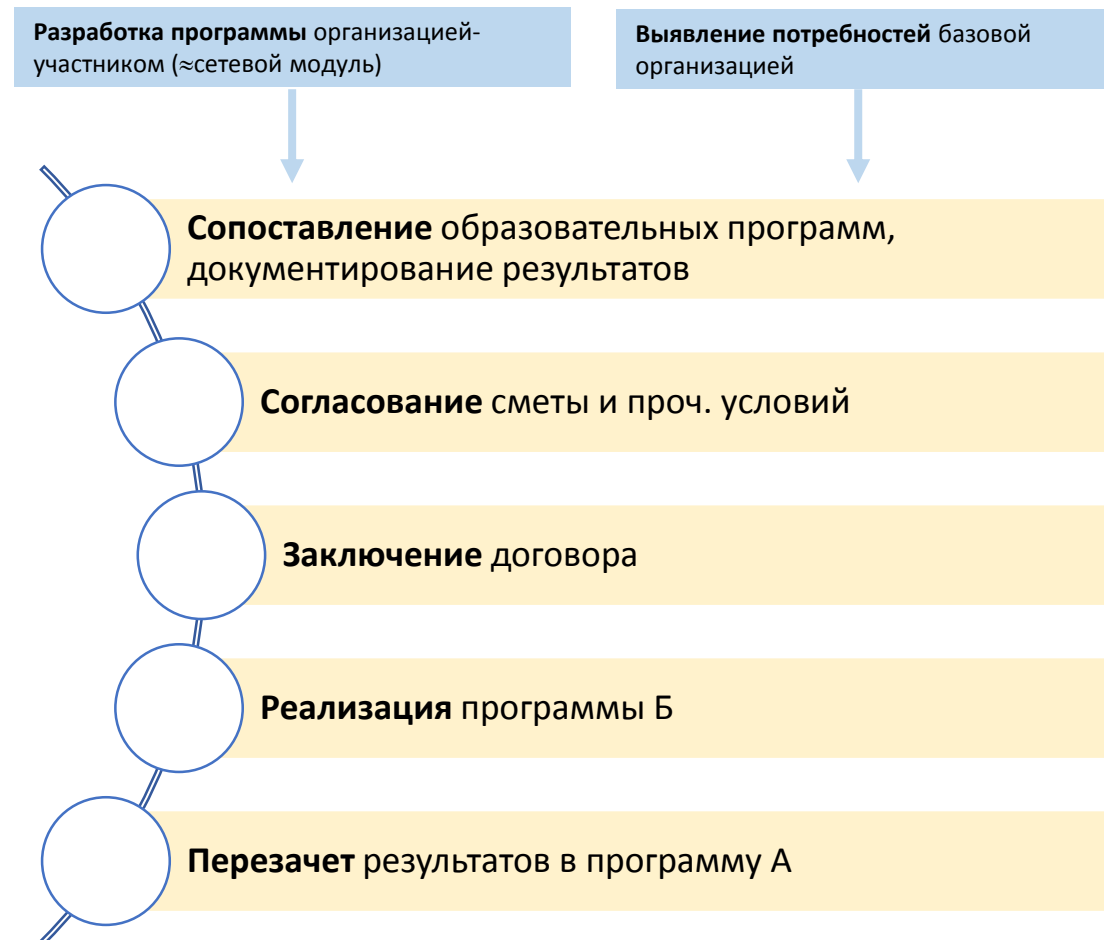 Разработка программы организацией-
участником (≈сетевой модуль)
Выявление потребностей базовой
организацией
Сопоставление образовательных программ,
документирование результатов
Согласование сметы и проч. условий
Заключение договора
Реализация программы Б
Перезачет результатов в программу А